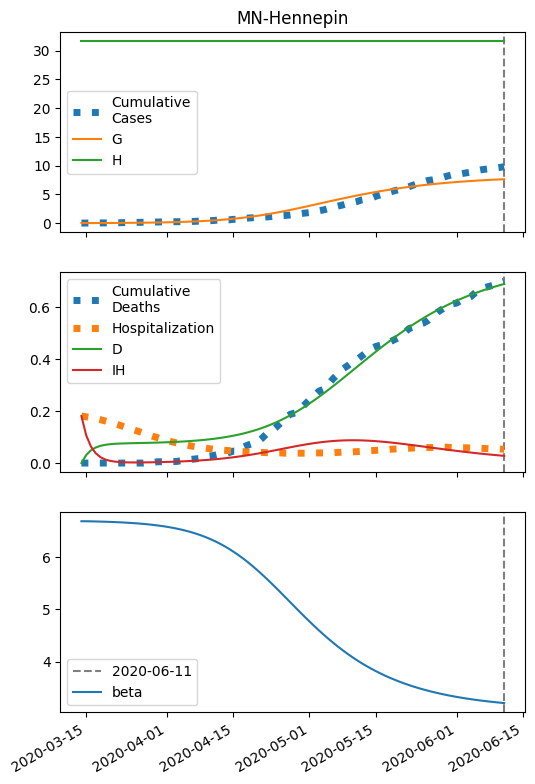 MN-Hennepin
30
25
20
15
10
5
0
Cumulative
Cases
G
H
0.6
0.4
0.2
0.0
Cumulative
Deaths
Hospitalization
D
IH
6
5
4
2020-06-11
beta
2020-03-15
2020-04-01
2020-04-15
2020-05-01
2020-05-15
2020-06-01
2020-06-15